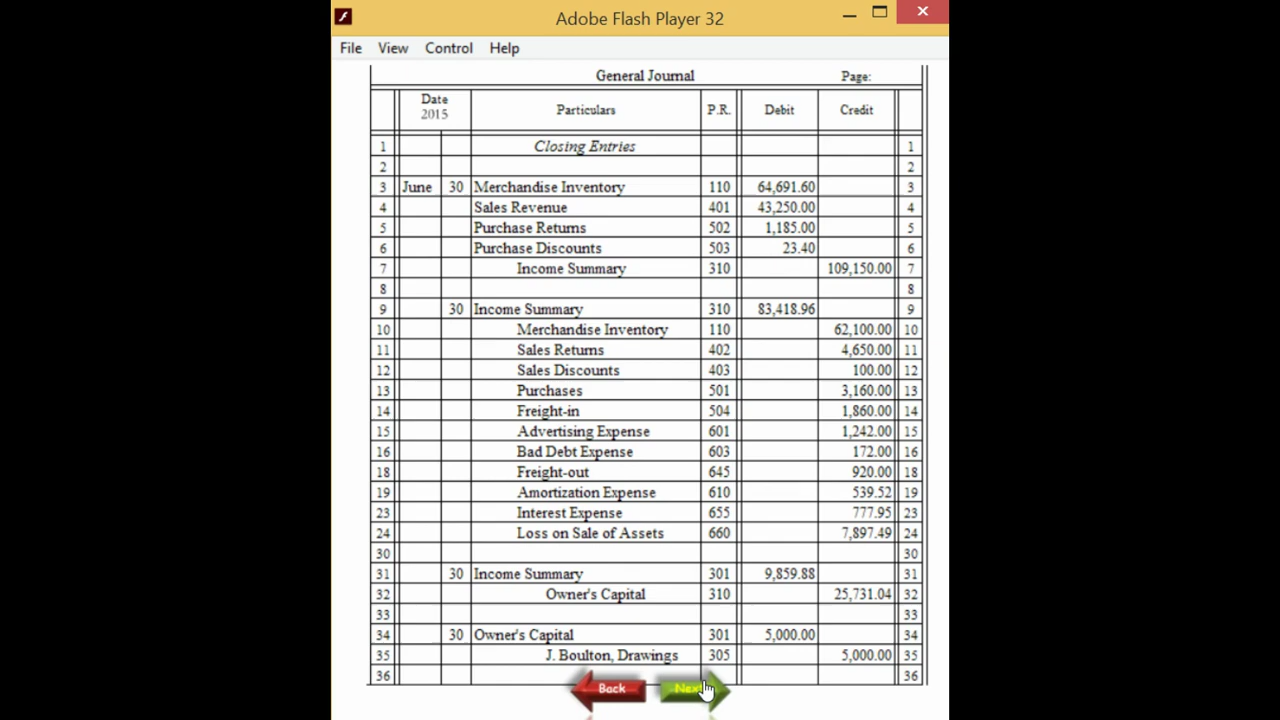 Adobe Flash Player 32
File View Control Help
General Journal Page:
Date 2015 Particulars P.R. Debit Credit
1 Closing Entries 1
2 2
3 June 30 Merchandise Inventory 110 64,691.60 3
4 Sales Revenue 401 43,250.00 4
5 Purchase Returns 502 1,185.00 5
6 Purchase Discounts 503 23.40 6
7 Income Summary 310 109,150.00 7
8 8
9 30 Income Summary 310 83,418.96 9
10 Merchandise Inventory 110 62,100.00 10
11 Sales Returns 402 4,650.00 11
12 Sales Discounts 403 100.00 12
13 Purchases 501 3,160.00 13
14 Freight-in 504 1,860.00 14
15 Advertising Expense 601 1,242.00 15
16 Bad Debt Expense 603 172.00 16
18 Freight-out 645 920.00 18
19 Amortization Expense 610 539.52 19
23 Interest Expense 655 777.95 23
24 Loss on Sale of Assets 660 7,897.49 24
30 30
31 30 Income Summary 301 9,859.88 31
32 Owner's Capital 310 25,731.04 32
33 33
34 30 Owner's Capital 301 5,000.00 34
35 J. Boulton, Drawings 305 5,000.00 35
36 36
Back Next